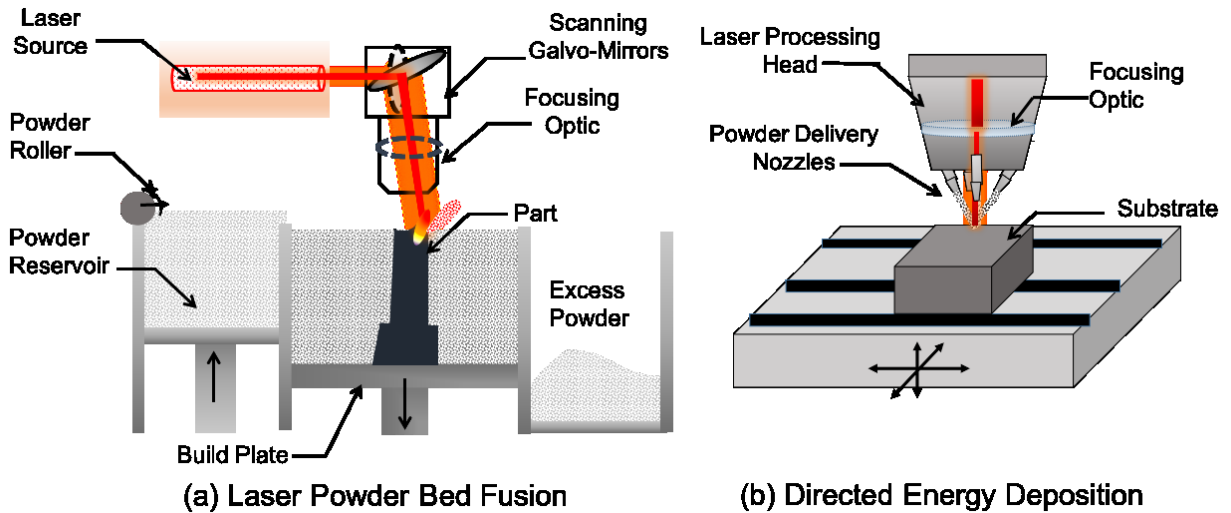 Laser
Source
Scanning
Galvo-Mirrors
Focusing
Optic
Powder
Roller
Part
Powder
Reservoir
Excess
Powder
Build Plate
(a) Laser Powder Bed Fusion
Laser Processing
Head
Focusing
Optic
Powder Delivery
Nozzles
Substrate
(b) Directed Energy Deposition